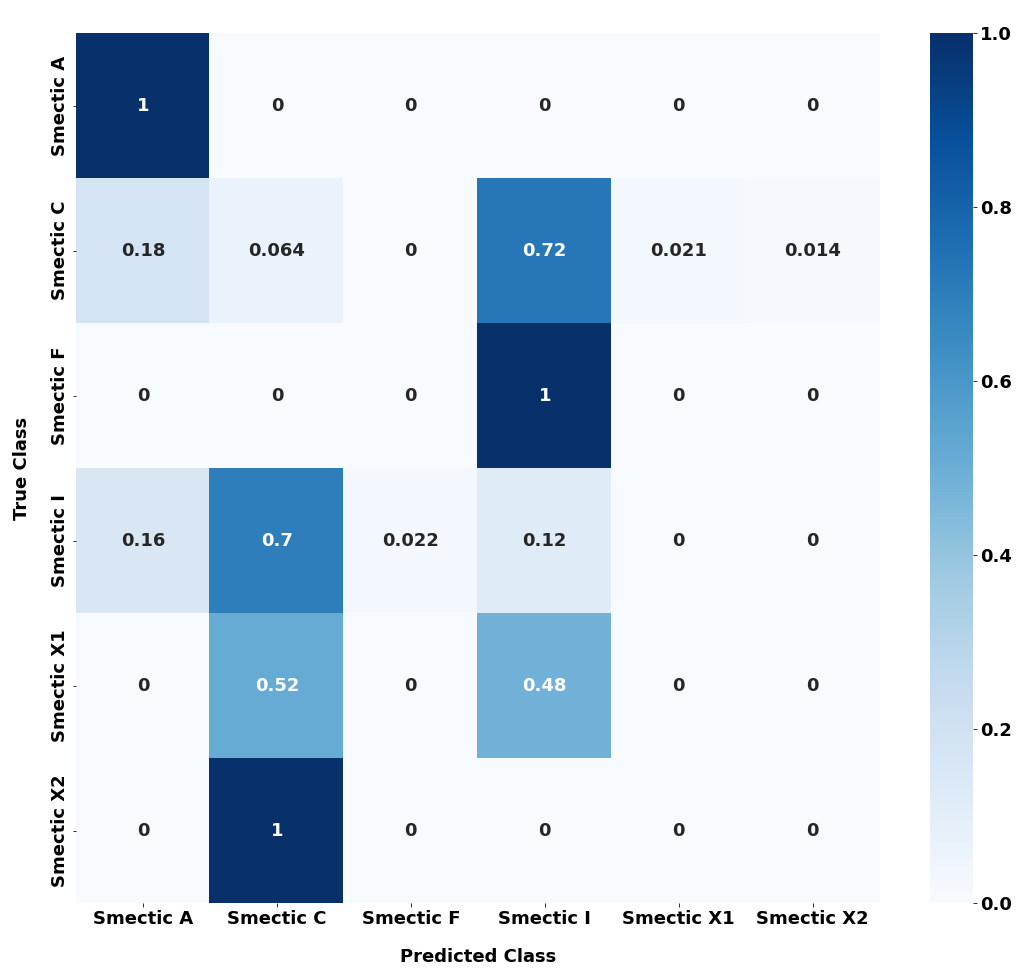 Smectic A 1 0 0 0 0 0
Smectic C 0.18 0.064 0 0.72 0.021 0.014
Smectic F 0 0 0 1 0 0
Smectic I 0.16 0.7 0.022 0.12 0 0
Smectic X1 0 0.52 0 0.48 0 0
Smectic X2 0 1 0 0 0 0
True Class
Smectic A Smectic C Smectic F Smectic I Smectic X1 Smectic X2
Predicted Class
1.0
0.8
0.6
0.4
0.2
0.0